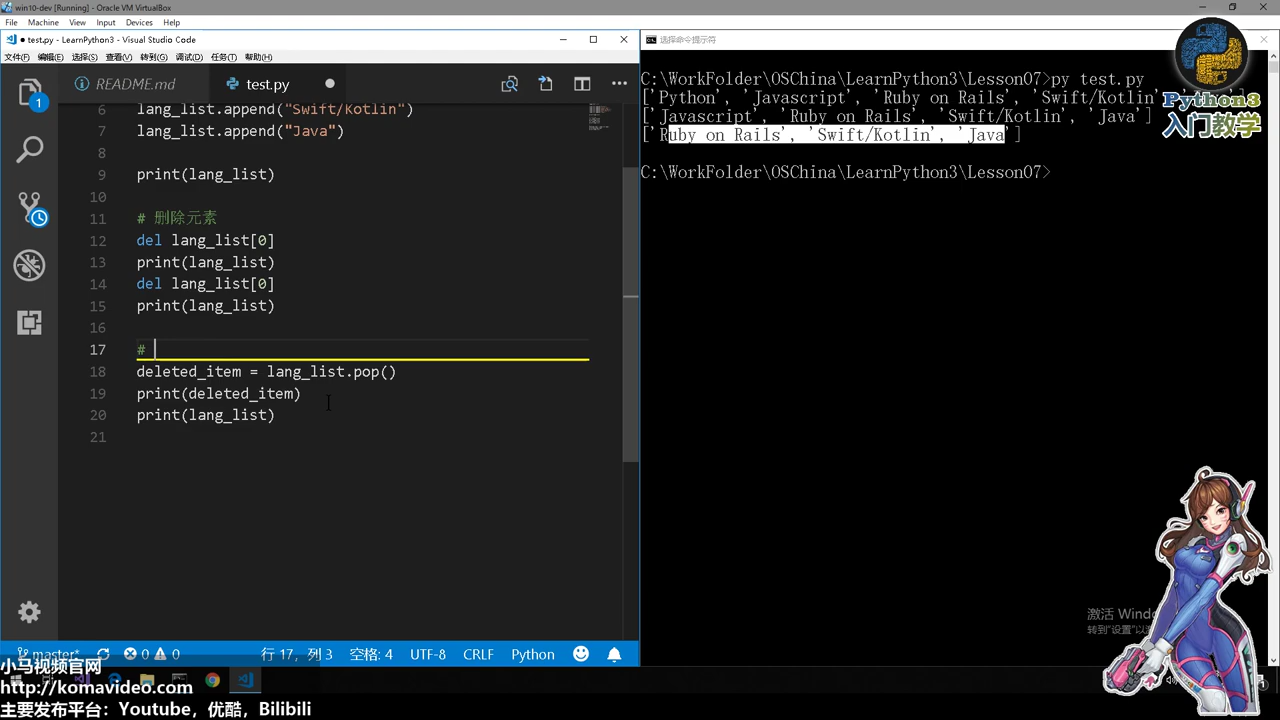 win10-dev [Running] - Oracle VM VirtualBox
File Machine View Input Devices Help
● test.py - LearnPython3 - Visual Studio Code
文件(F) 编辑(E) 选择(S) 查看(V) 转到(G) 调试(D) 任务(T) 帮助(H)
README.md
test.py
1
6 lang_list.append("Swift/Kotlin")
7 lang_list.append("Java")
8
9 print(lang_list)
10
11 # 删除元素
12 del lang_list[0]
13 print(lang_list)
14 del lang_list[0]
15 print(lang_list)
16
17 #
18 deleted_item = lang_list.pop()
19 print(deleted_item)
20 print(lang_list)
21
master* 0 0 行 17，列 3 空格: 4 UTF-8 CRLF Python
选择命令提示符
C:\WorkFolder\OSChina\LearnPython3\Lesson07>py test.py
['Python', 'Javascript', 'Ruby on Rails', 'Swift/Kotlin'
['Javascript', 'Ruby on Rails', 'Swift/Kotlin', 'Java']
['Ruby on Rails', 'Swift/Kotlin', 'Java']
C:\WorkFolder\OSChina\LearnPython3\Lesson07>
Python3
入门教学
激活 Windo
转到"设置"以
小马视频官网
http://komavideo.com
主要发布平台：Youtube，优酷，Bilibili